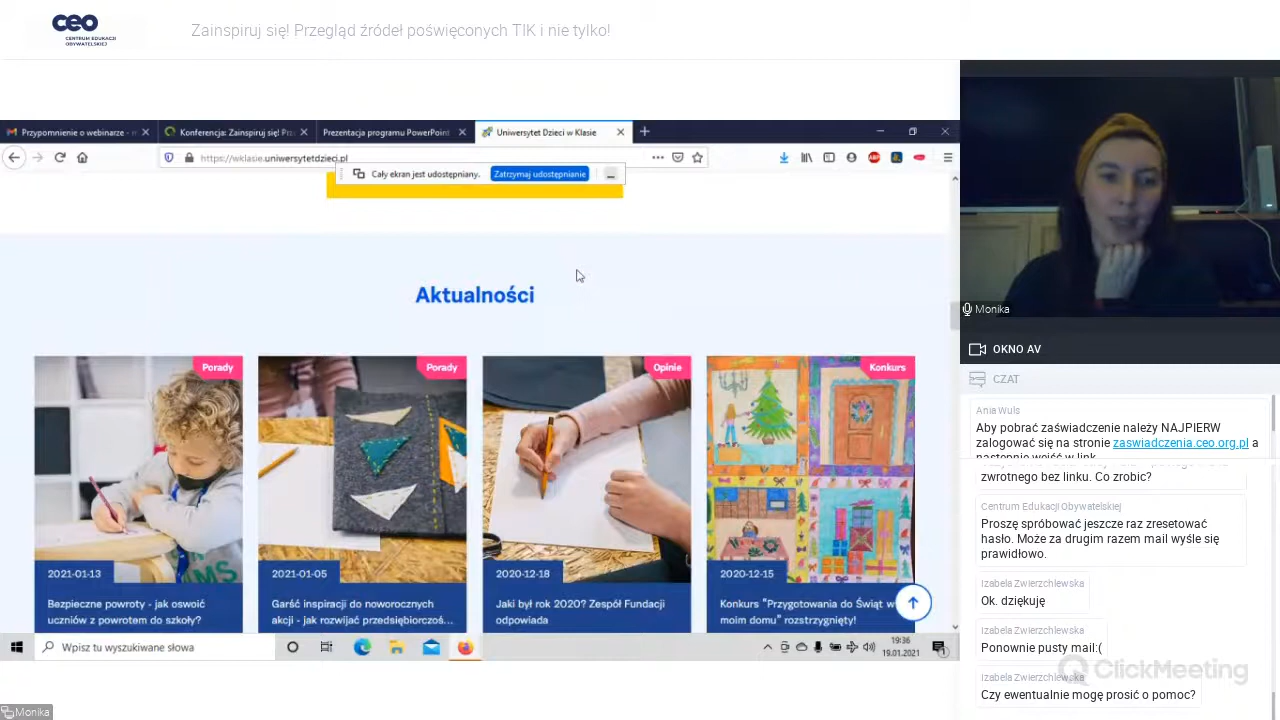 ceo
CENTRUM EDUKACJI
OBYWATELSKIEJ
Zainspiruj się! Przegląd źródeł poświęconych TIK i nie tylko!
Przypomnienie o webinarze - m
Konferencja: Zainspiruj się! Prz
Prezentacja programu PowerPoint
Uniwersytet Dzieci w Klasie
https://wklasie.uniwersytetdzieci.pl
Cały ekran jest udostępniany.
Zatrzymaj udostępnianie
ABP
Aktualności
Porady
Porady
Opinie
Konkurs
2021-01-13
Bezpieczne powroty - jak oswoić
uczniów z powrotem do szkoły?
2021-01-05
Garść inspiracji do noworocznych
akcji - jak rozwijać przedsiębiorczoś...
2020-12-18
Jaki był rok 2020? Zespół Fundacji
odpowiada
2020-12-15
Konkurs "Przygotowania do Świąt w
moim domu" rozstrzygnięty!
Wpisz tu wyszukiwane słowo
19:36
19.01.2021
1
Monika
Monika
OKNO AV
CZAT
Ania Wuls
Aby pobrać zaświadczenie należy NAJPIERW
zalogować się na stronie zaswiadczenia.ceo.org.pl a
następnie wejść w link
zwrotnego bez linku. Co zrobic?
Centrum Edukacji Obywatelskiej
Proszę spróbować jeszcze raz zresetować
hasło. Może za drugim razem mail wyśle się
prawidłowo.
Izabela Zwierzchlewska
Ok. dziękuję
izabela Zwierzchlewska
Ponownie pusty mail:(
izabela Zwierzchlewska
Czy ewentualnie mogę prosić o pomoc?
ClickMeeting